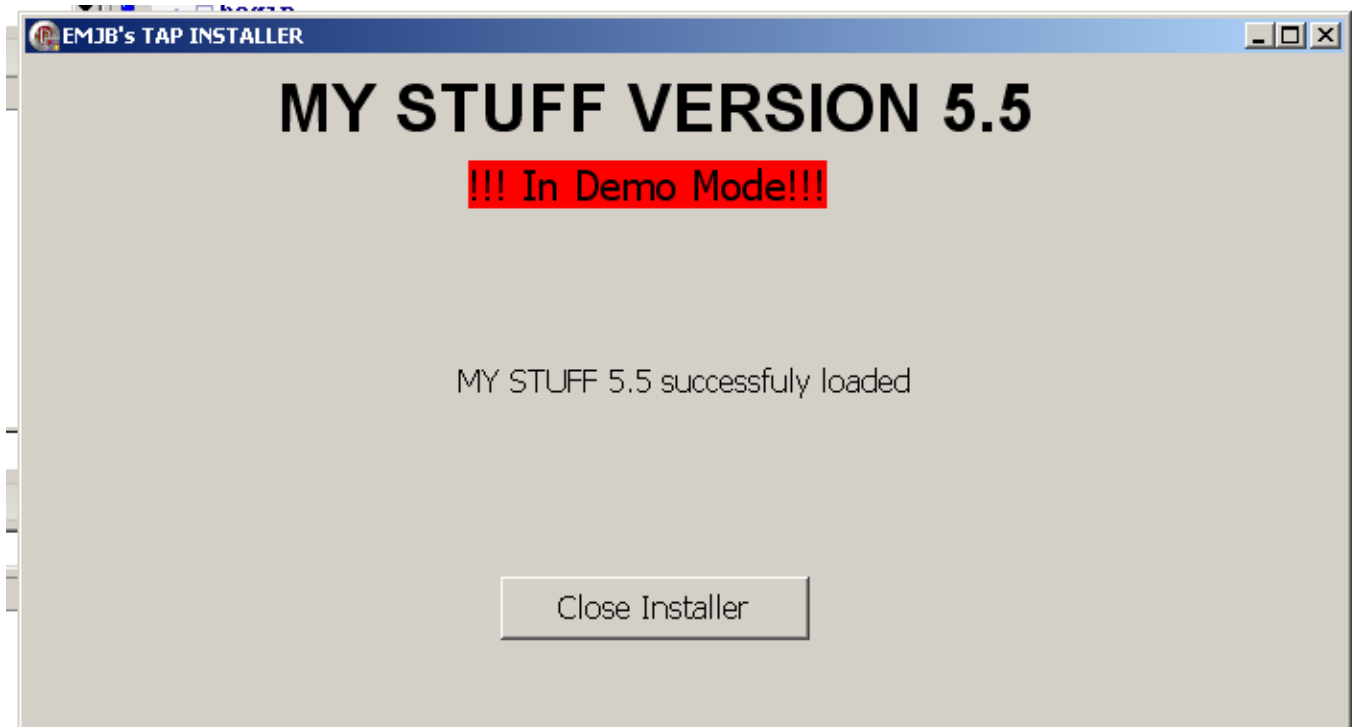 EMJB's TAP INSTALLER
MY STUFF VERSION 5.5
!!! In Demo Mode!!!
MY STUFF 5.5 successfuly loaded
Close Installer